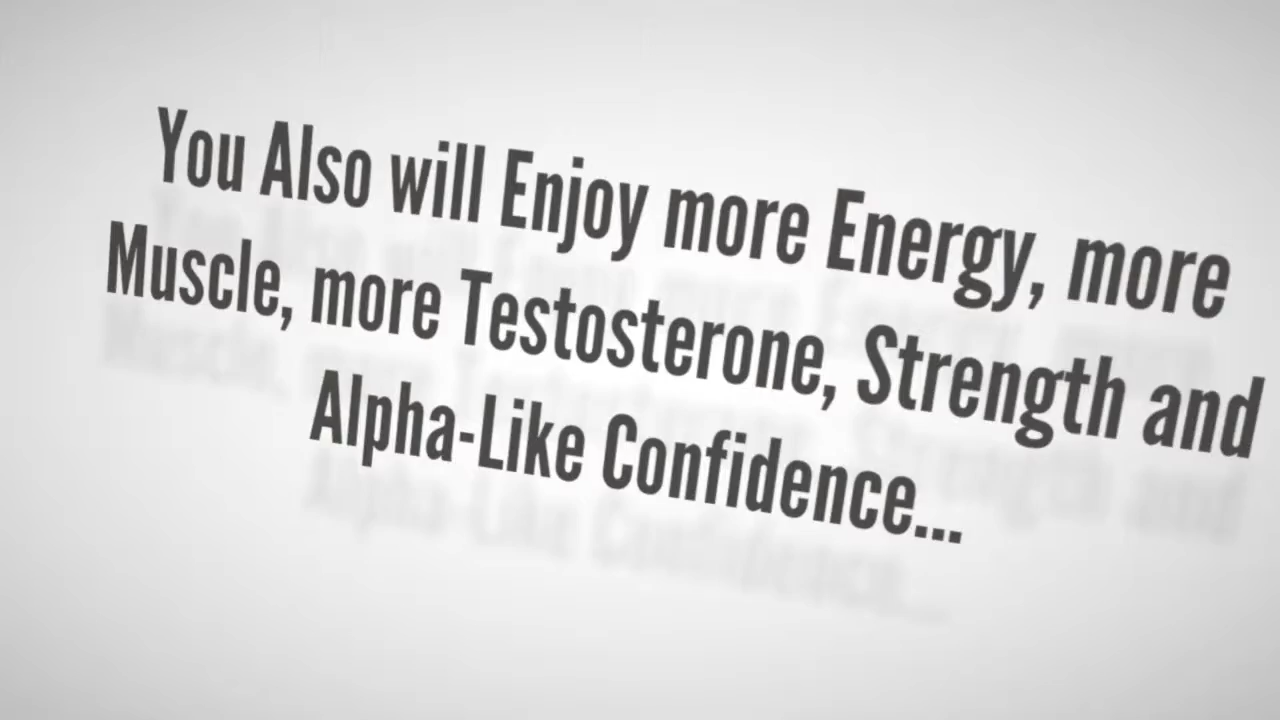 You Also will Enjoy more Energy, more
Muscle, more Testosterone, Strength and
Alpha-Like Confidence...